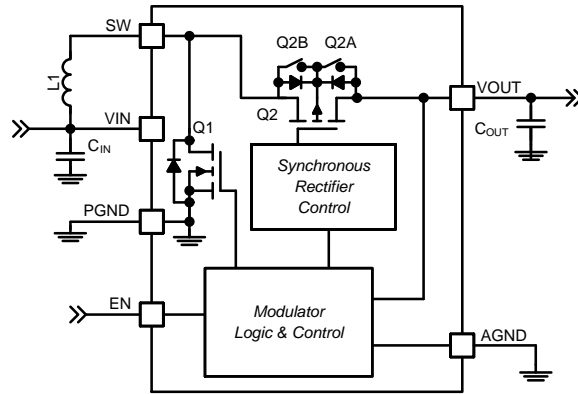 SW
Q2B Q2A
L1
Q2
VOUT
VIN
Q1
CIN
COUT
Synchronous
Rectifier
Control
PGND
EN
Modulator
Logic & Control
AGND